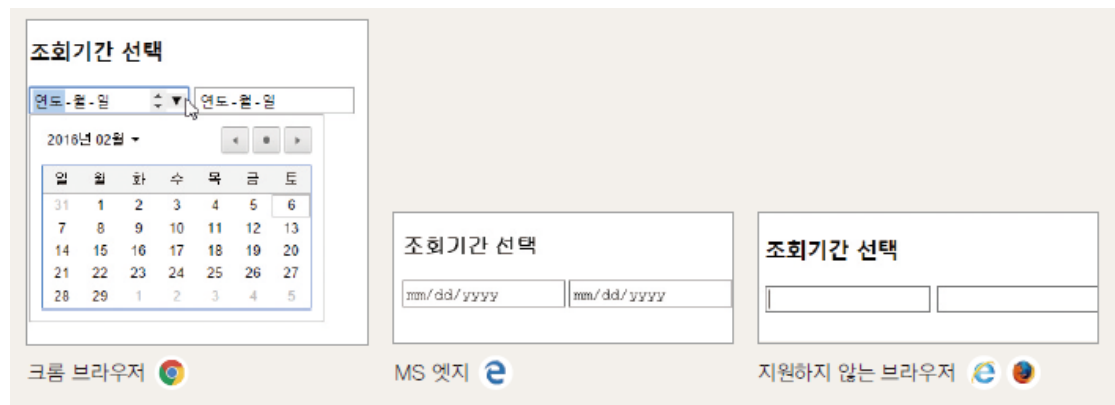 조회기간 선택
연도-월-일 연도-월-일
2016년 02월
일 월 화 수 목 금 토
31 1 2 3 4 5 6
7 8 9 10 11 12 13
14 15 16 17 18 19 20
21 22 23 24 25 26 27
28 29 1 2 3 4 5
크롬 브라우저
조회기간 선택
mm/dd/yyyy mm/dd/yyyy
MS 엣지
조회기간 선택
지원하지 않는 브라우저